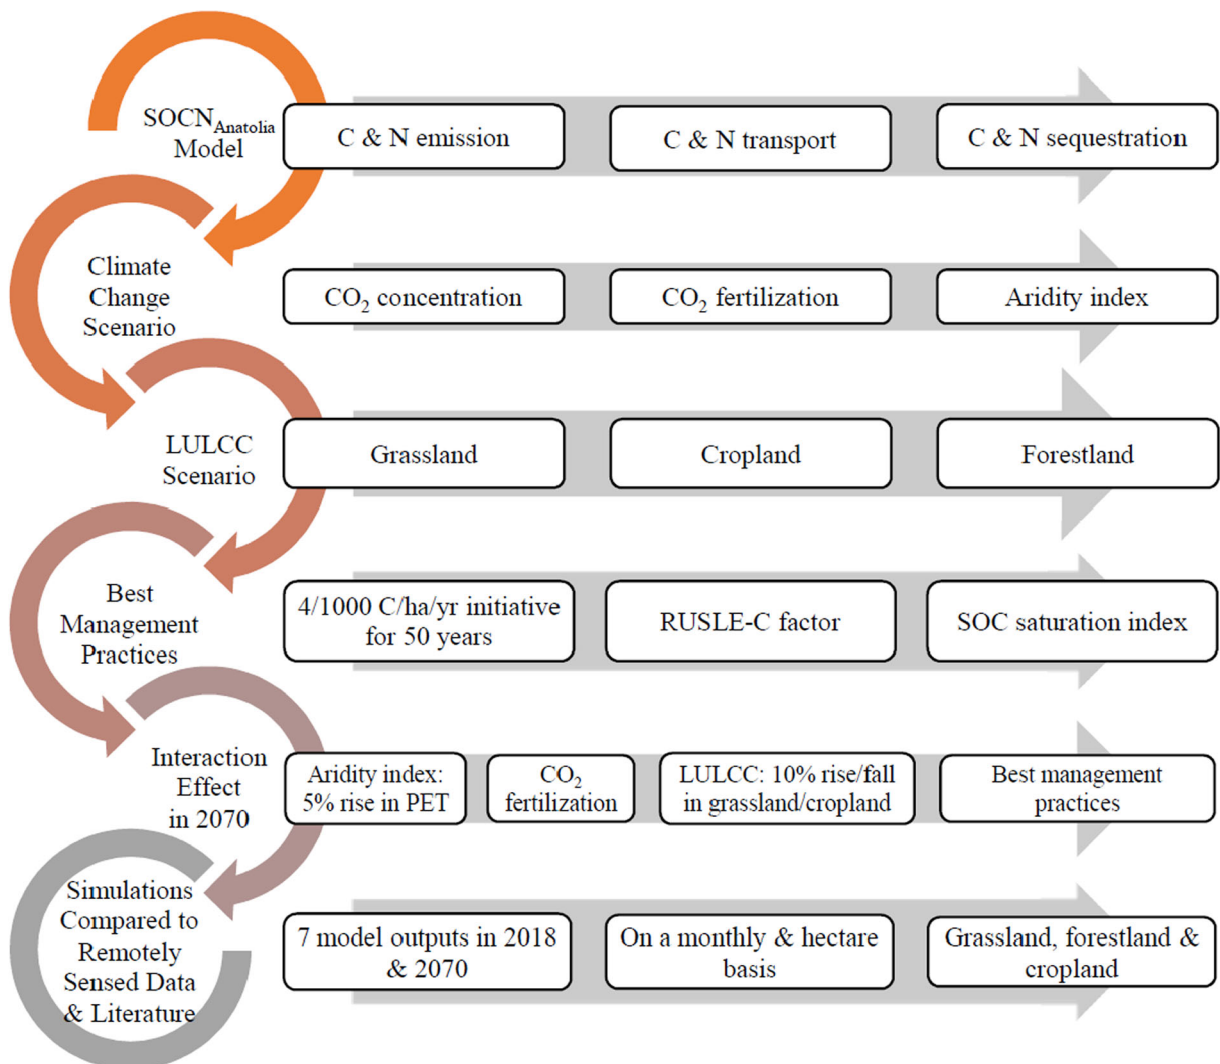 SOCN Anatolia
Model
C & N emission
C & N transport
C & N sequestration
Climate
Change
Scenario
CO₂ concentration
CO₂ fertilization
Aridity index
LULCC
Scenario
Grassland
Cropland
Forestland
Best
Management
Practices
4/1000 C/ha/yr initiative
for 50 years
RUSLE-C factor
SOC saturation index
Interaction
Effect
in 2070
Aridity index:
5% rise in PET
CO₂
fertilization
LULCC: 10% rise/fall
in grassland/cropland
Best management
practices
Simulations
Compared to
Remotely
Sensed Data
& Literature
7 model outputs in 2018
& 2070
On a monthly & hectare
basis
Grassland, forestland &
cropland